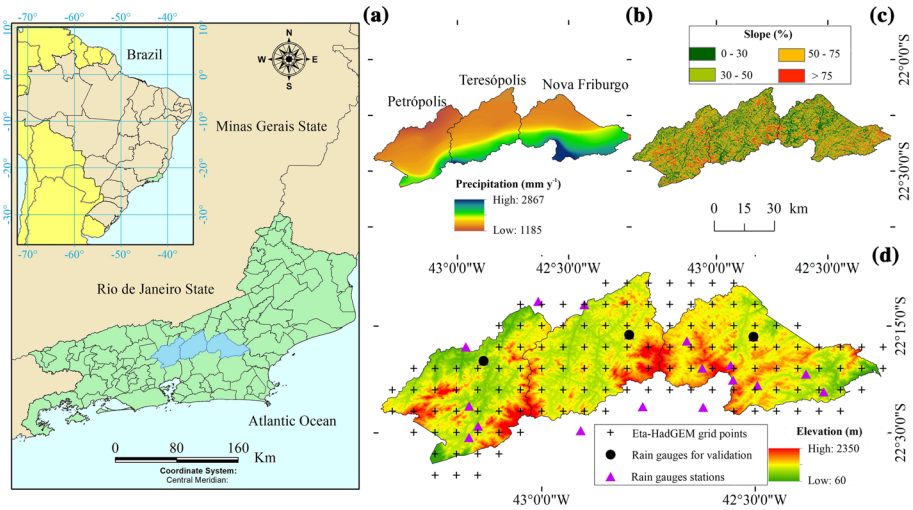 (a)
-70° -60° -50° -40°
10°
0°
-10°
-20°
-30°
10°
0°
-10°
-20°
-30°
-70° -60° -50° -40°
Brazil
N
W E
S
Minas Gerais State
Rio de Janeiro State
Atlantic Ocean
0 80 160
Km
Coordinate System:
Central Meridian:
(b)
Petrópolis
Teresópolis
Nova Friburgo
Precipitation (mm y-1)
High: 2867
Low: 1185
(c)
Slope (%)
0 - 30
50 - 75
30 - 50
> 75
22°0'0"S
22°30'0"S
0 15 30 km
(d)
43°0'0"W 42°30'0"W 43°0'0"W 42°30'0"W
22°15'0"S
22°30'0"S
Eta-HadGEM grid points
Rain gauges for validation
Rain gauges stations
Elevation (m)
High: 2350
Low: 60
43°0'0"W 42°30'0"W